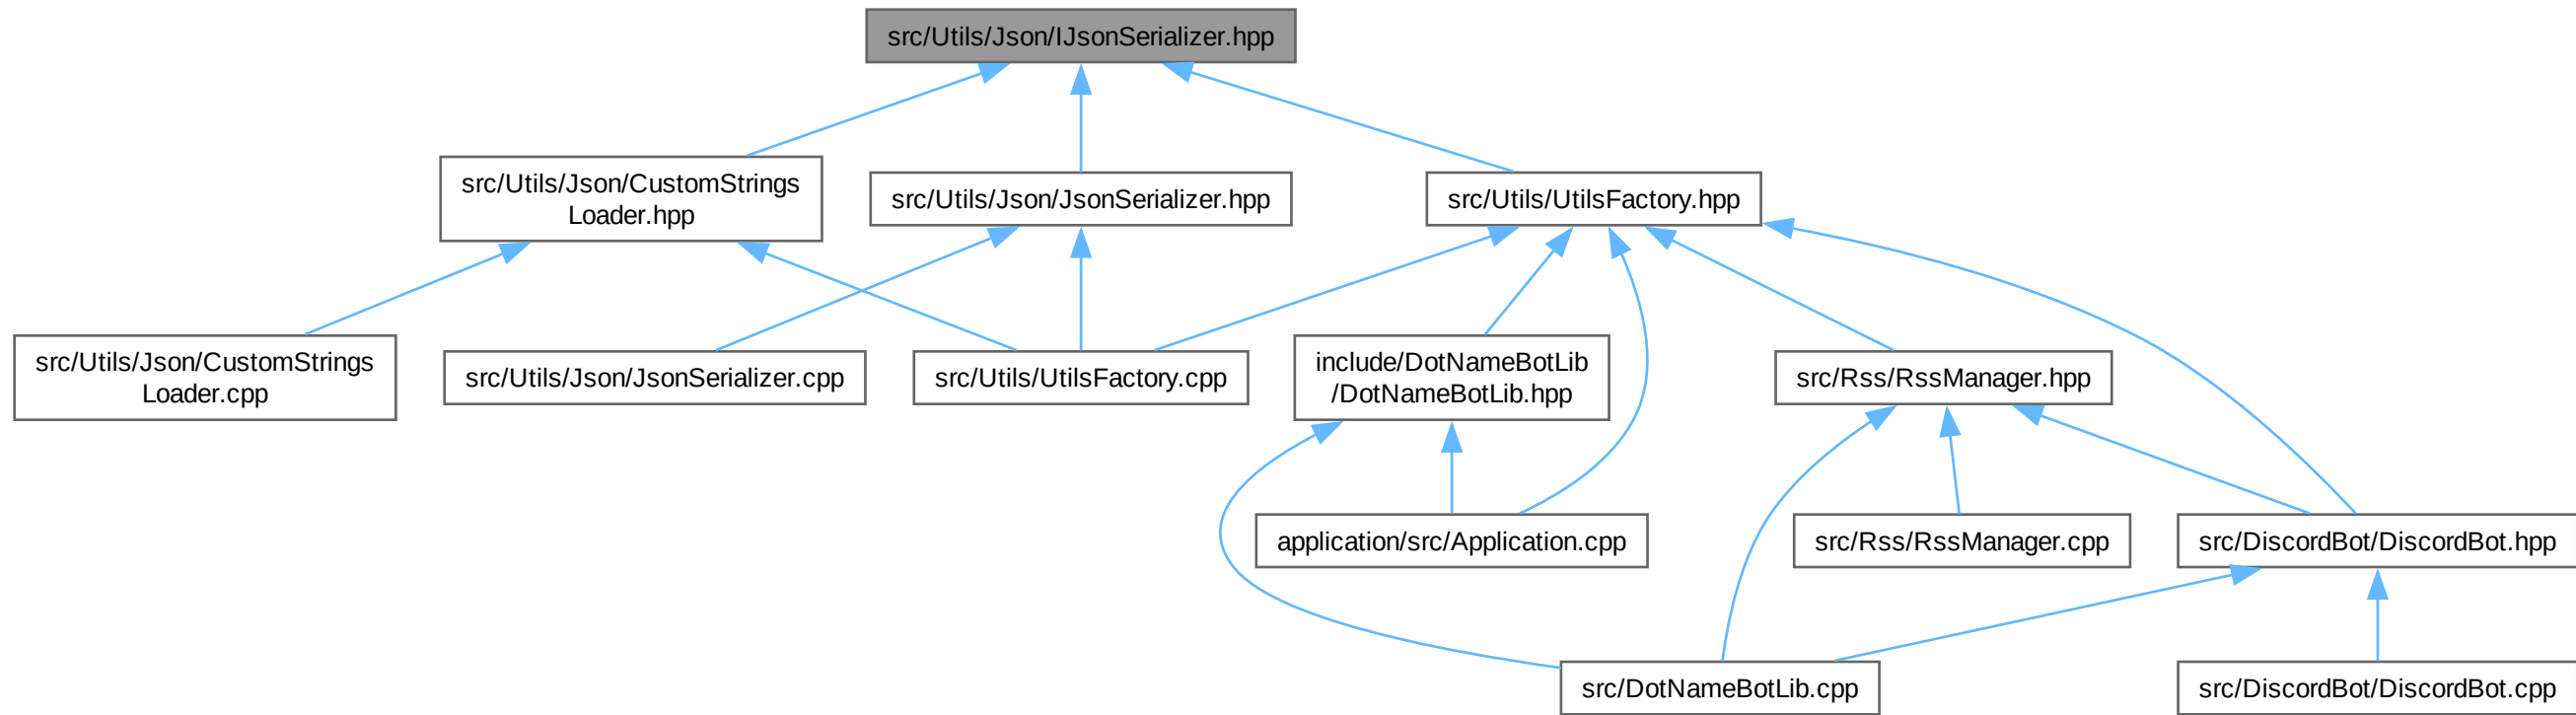 src/Utils/Json/IJsonSerializer.hpp
src/Utils/Json/CustomStrings
Loader.hpp
src/Utils/Json/JsonSerializer.hpp
src/Utils/UtilsFactory.hpp
src/Utils/Json/CustomStrings
Loader.cpp
src/Utils/Json/JsonSerializer.cpp
src/Utils/UtilsFactory.cpp
include/DotNameBotLib
/DotNameBotLib.hpp
src/Rss/RssManager.hpp
application/src/Application.cpp
src/Rss/RssManager.cpp
src/DiscordBot/DiscordBot.hpp
src/DotNameBotLib.cpp
src/DiscordBot/DiscordBot.cpp